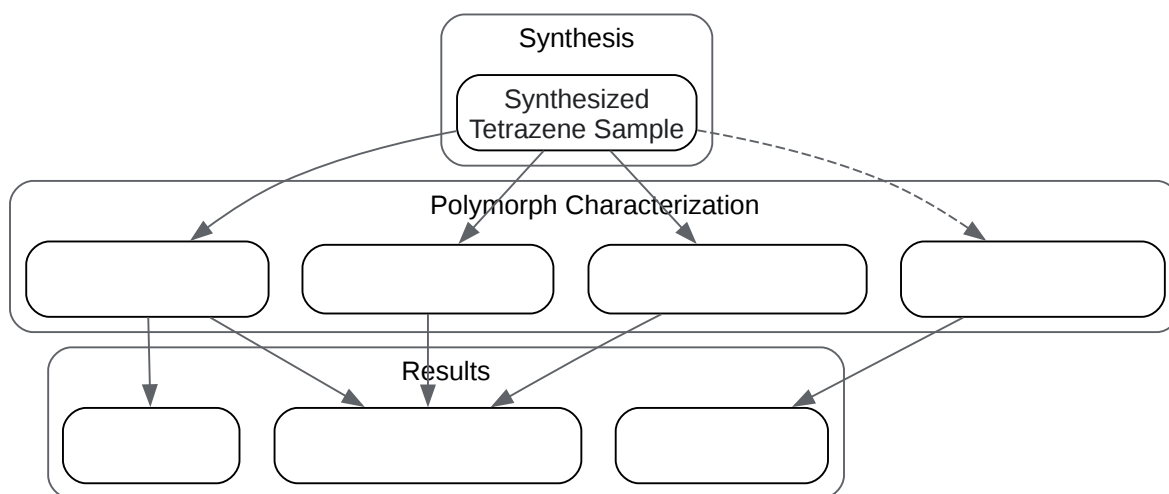 Synthesis
Synthesized
Tetrazene Sample
Polymorph Characterization
Results